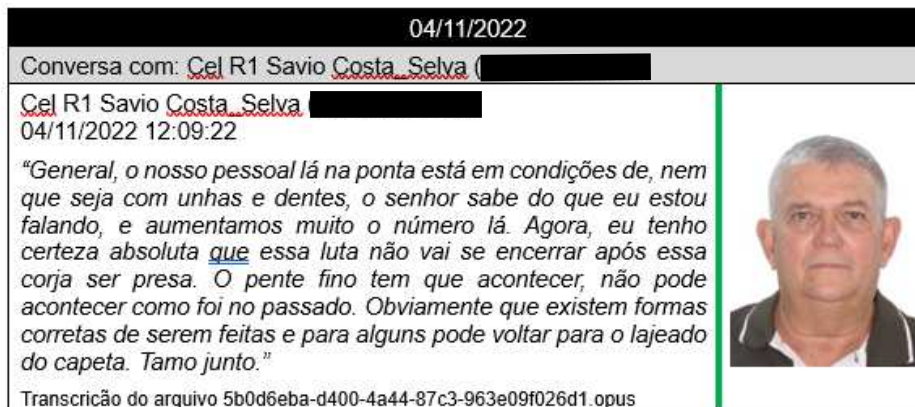 04/11/2022
Conversa com: Cel R1 Savio Costa_Selva (
Cel R1 Savio Costa_Selva (
04/11/2022 12:09:22
“General, o nosso pessoal lá na ponta está em condições de, nem
que seja com unhas e dentes, o senhor sabe do que eu estou
falando, e aumentamos muito o número lá. Agora, eu tenho
certeza absoluta que essa luta não vai se encerrar após essa
corja ser presa. O pente fino tem que acontecer, não pode
acontecer como foi no passado. Obviamente que existem formas
corretas de serem feitas e para alguns pode voltar para o lajeado
do capeta. Tamo junto.”
Transcrição do arquivo 5b0d6eba-d400-4a44-87c3-963e09f026d1.opus